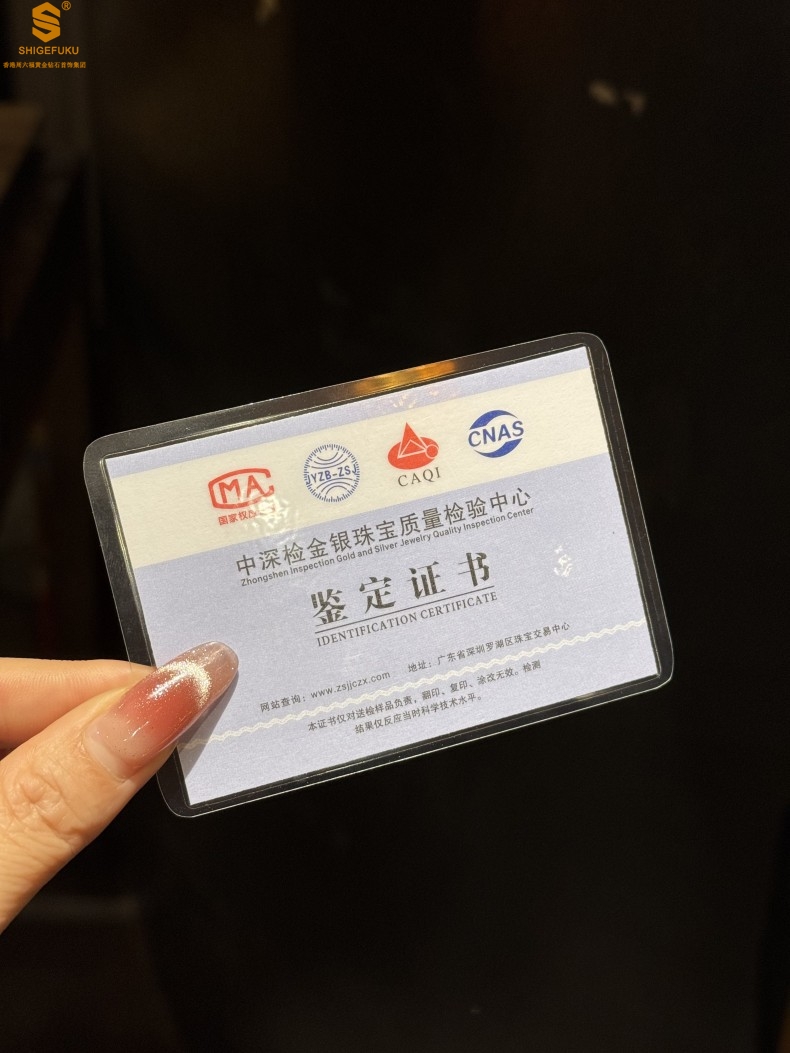 SHIGEFUKU
香港周六福黄金钻石首饰集团
MA
国家权
JYZB-ZSJ
CAQI
CNAS
中深检金银珠宝质量检验中心
Zhongshen Inspection Gold and Silver Jewelry Quality Inspection Center
鉴定证书
IDENTIFICATION CERTIFICATE
网站查询：www.zsjjczx.com 地址：广东省深圳罗湖区珠宝交易中心
本证书仅对送检样品负责，翻印、复印、涂改无效。检测
结果仅反应当时科学技术水平。